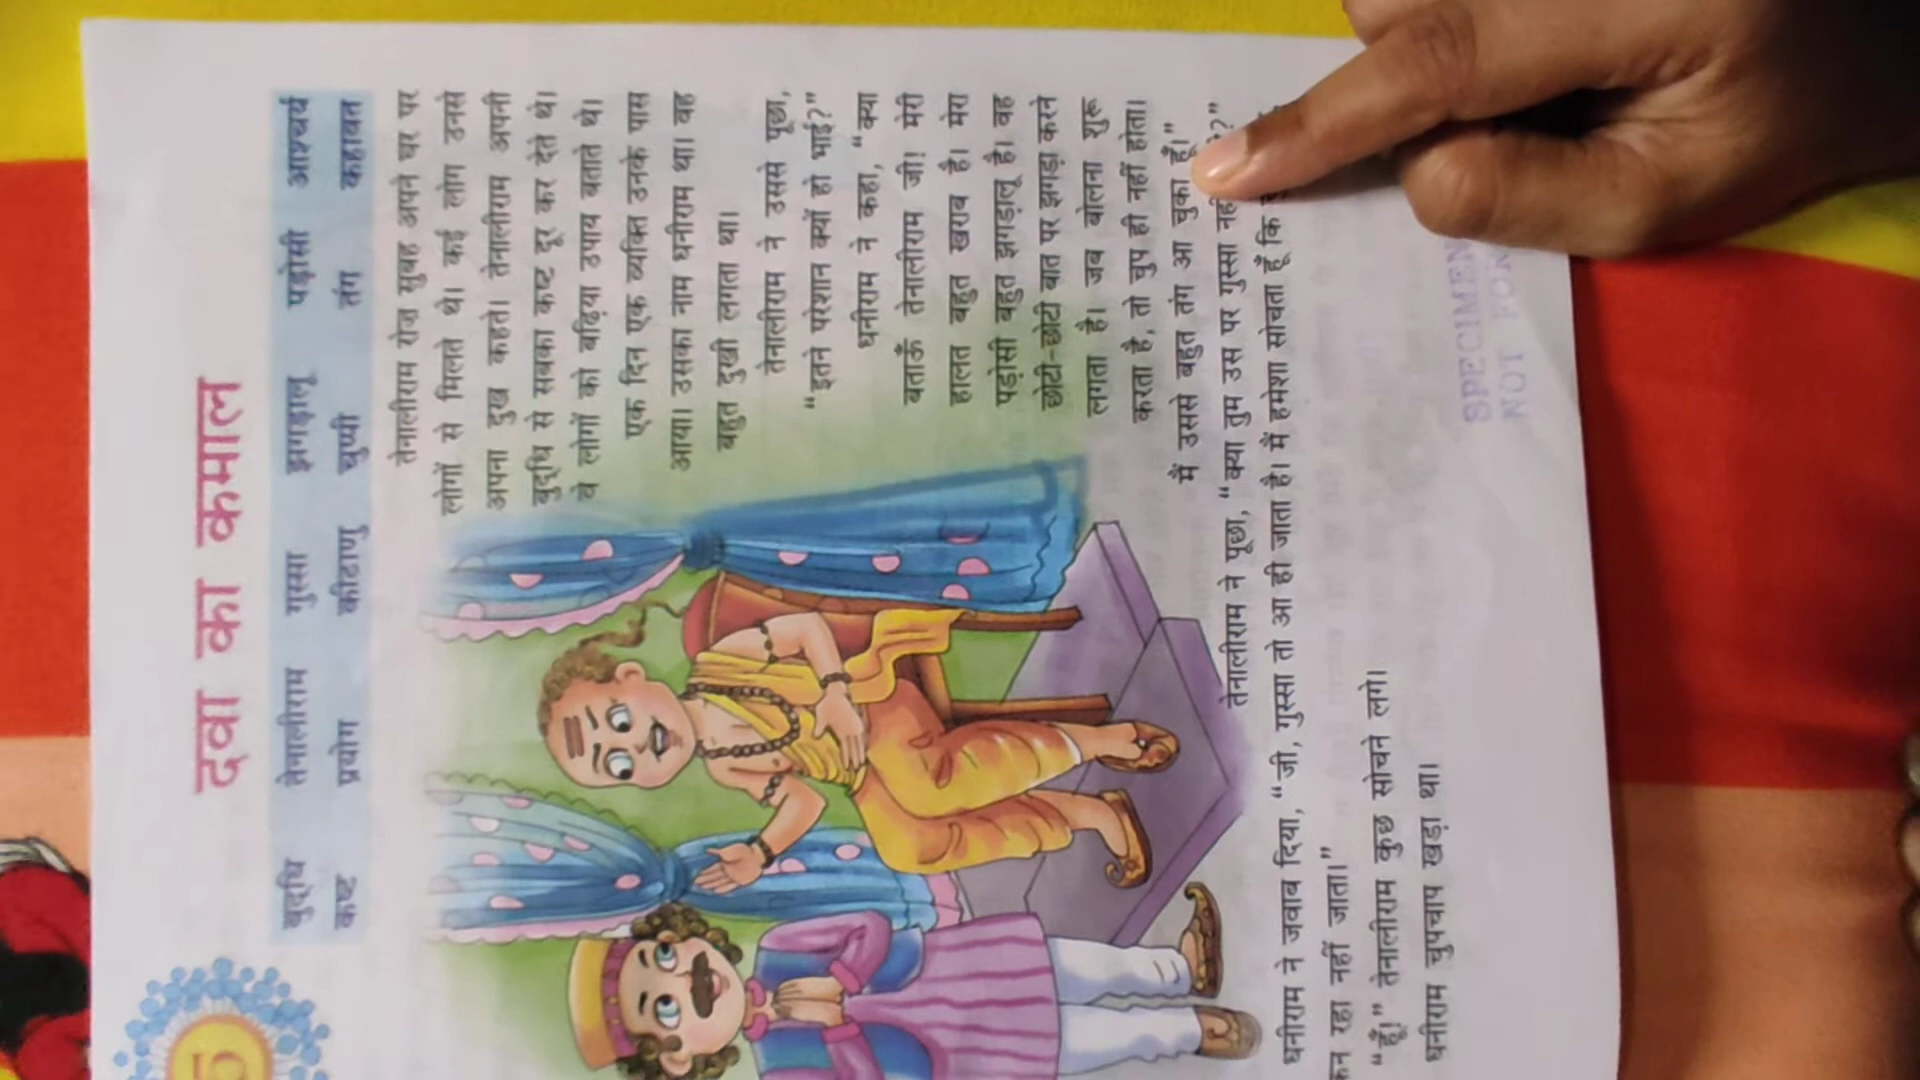 दवा का कमाल
बुद्धि तेनालीराम गुस्सा झगड़ालू पड़ोसी आश्चर्य
कष्ट प्रयोग कीटाणु चुप्पी तंग कहावत
तेनालीराम रोज़ सुबह अपने घर पर
लोगों से मिलते थे। कई लोग उनसे
अपना दुख कहते। तेनालीराम अपनी
बुद्धि से सबका कष्ट दूर कर देते थे।
वे लोगों को बढ़िया उपाय बताते थे।
एक दिन एक व्यक्ति उनके पास
आया। उसका नाम धनीराम था। वह
बहुत दुखी लगता था।
तेनालीराम ने उससे पूछा,
“इतने परेशान क्यों हो भाई?”
धनीराम ने कहा, “क्या
बताऊँ तेनालीराम जी! मेरी
हालत बहुत खराब है। मेरा
पड़ोसी बहुत झगड़ालू है। वह
छोटी-छोटी बात पर झगड़ा करने
लगता है। जब बोलना शुरू
करता है, तो चुप ही नहीं होता।
मैं उससे बहुत तंग आ चुका हूँ।”
तेनालीराम ने पूछा, “क्या तुम उस पर गुस्सा नहीं
धनीराम ने जवाब दिया, “जी, गुस्सा तो आ ही जाता है। मैं हमेशा सोचता हूँ कि
रहा नहीं जाता।”
“हूँ।” तेनालीराम कुछ सोचने लगे।
धनीराम चुपचाप खड़ा था।
SPECIMEN
NOT FOR